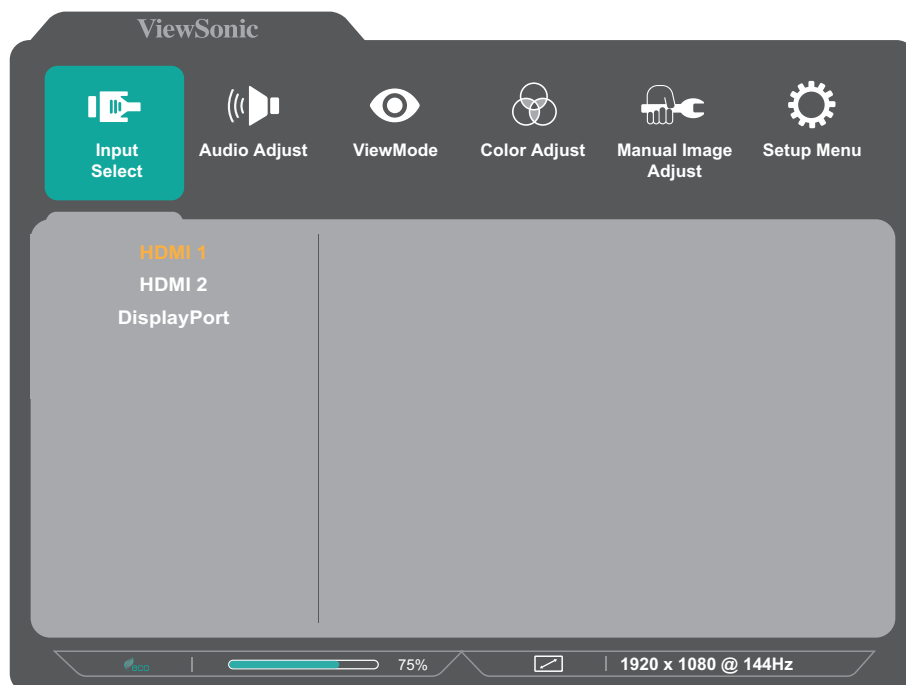 ViewSonic
Input
Select
Audio Adjust
ViewMode
Color Adjust
Manual Image
Adjust
Setup Menu
HDMI 1
HDMI 2
DisplayPort
eco
75%
1920 x 1080 @ 144Hz